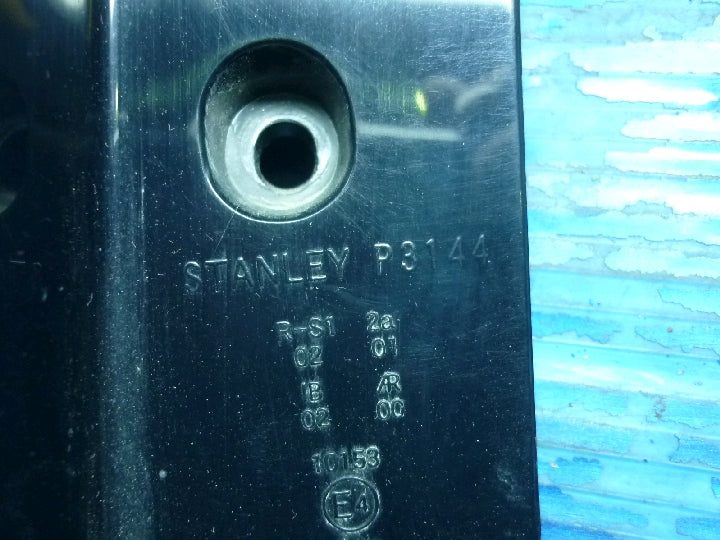 STANLEY P3144
R-S1 2a
02 01
IB AR
02 00
10153
E4